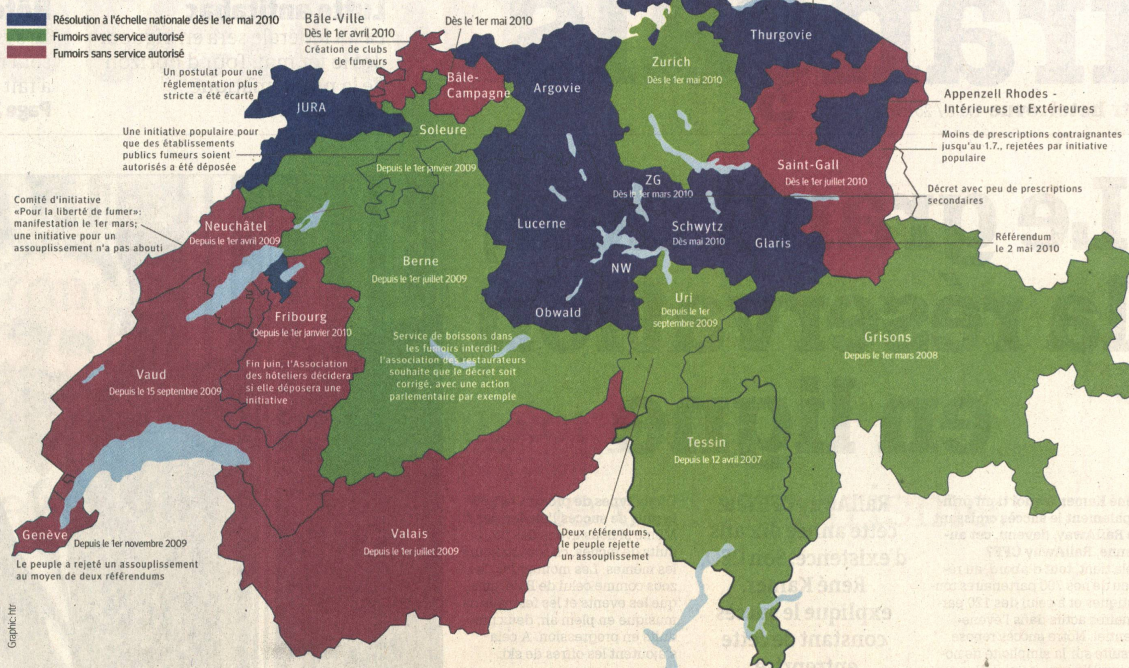 Résolution à l'échelle nationale dès le 1er mai 2010
Fumoirs avec service autorisé
Fumoirs sans service autorisé
Bâle-Ville
Dès le 1er avril 2010
Création de clubs
de fumeurs
Dès le 1er mai 2010
Bâle-
Campagne
Un postulat pour une
réglementation plus
stricte a été écarté
JURA
Argovie
Zurich
Dès le 1er mai 2010
Thurgovie
Appenzell Rhodes -
Intérieures et Extérieures
Moins de prescriptions contraignantes
jusqu'au 1.7., rejetées par initiative
populaire
Une initiative populaire pour
que des établissements
publics fumeurs soient
autorisés a été déposée
Soleure
Depuis le 1er janvier 2009
Saint-Gall
Dès le 1er juillet 2010
ZG
Dès le 1er mars 2010
Décret avec peu de prescriptions
secondaires
Comité d'initiative
«Pour la liberté de fumer»:
manifestation le 1er mars;
une initiative pour un
assouplissement n'a pas abouti
Neuchâtel
Depuis le 1er avril 2009
Lucerne
Schwytz
Dès mai 2010
Glaris
Référendum
le 2 mai 2010
Berne
Depuis le 1er juillet 2009
NW
Obwald
Uri
Depuis le 1er
septembre 2009
Fribourg
Depuis le 1er janvier 2010
Grisons
Depuis le 1er mars 2008
Service de boissons dans
les fumoirs interdit:
l'association des restaurateurs
souhaite que le décret soit
corrigé, avec une action
parlementaire par exemple
Fin juin, l'Association
des hôteliers décidera
si elle déposera une
initiative
Vaud
Depuis le 15 septembre 2009
Tessin
Depuis le 12 avril 2007
Valais
Depuis le 1er juillet 2009
Deux référendums,
le peuple rejette
un assouplissemet
Genève
Depuis le 1er novembre 2009
Le peuple a rejeté un assouplissement
au moyen de deux référendums
Graphic: htr